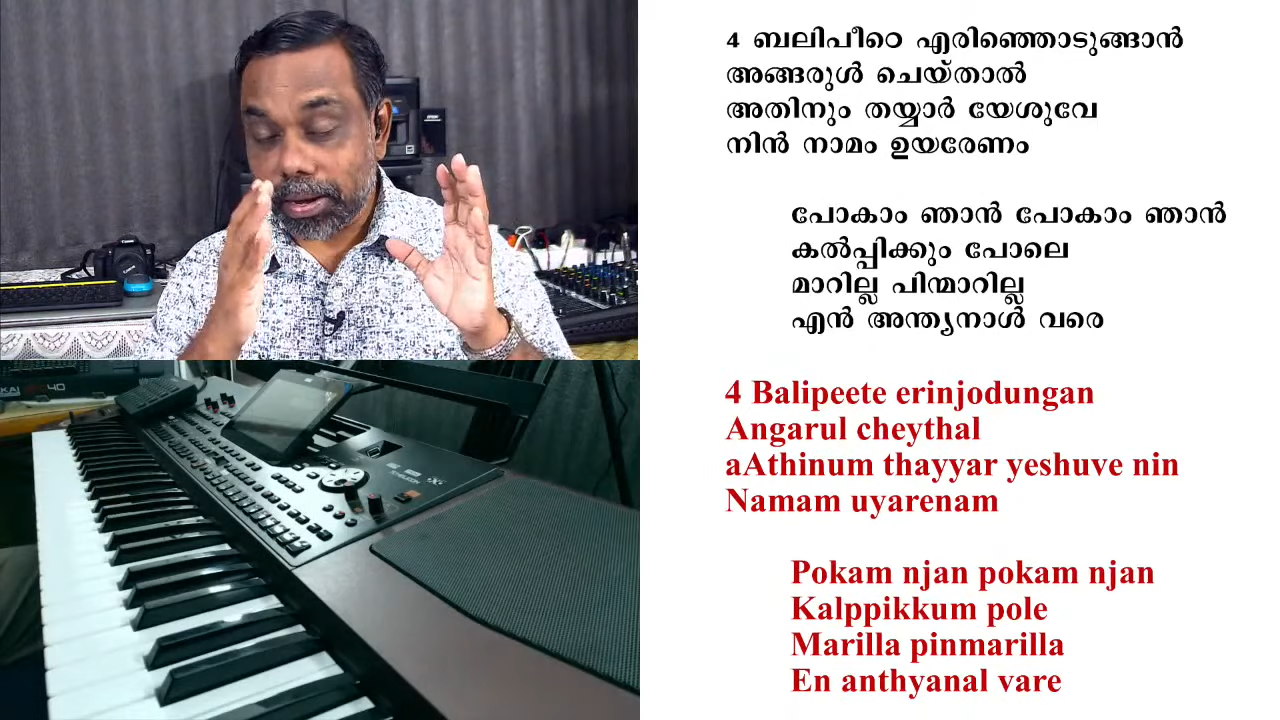 4 ബലിപീഠെ എരിഞ്ഞൊടുങ്ങാൻ
അങ്ങരുൾ ചെയ്താൽ
അതിനും തയ്യാർ യേശുവേ
നിൻ നാമം ഉയരേണം
പോകാം ഞാൻ പോകാം ഞാൻ
കൽപ്പിക്കും പോലെ
മാറില്ല പിന്മാറില്ല
എൻ അന്ത്യനാൾ വരെ
4 Balipeete erinjodungan
Angarul cheythal
aAthinum thayyar yeshuve nin
Namam uyarenam
Pokam njan pokam njan
Kalppikkum pole
Marilla pinmarilla
En anthyanal vare